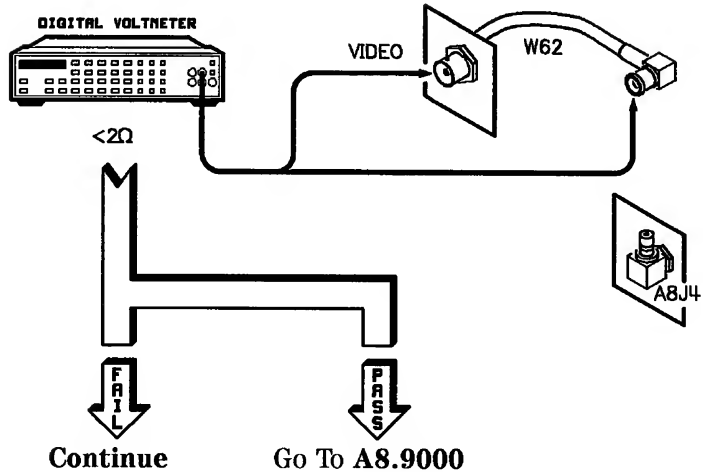 DIGITAL VOLTMETER
VIDEO
W62
<2Ω
A8J4
FAIL
PASS
Continue
Go To A8.9000